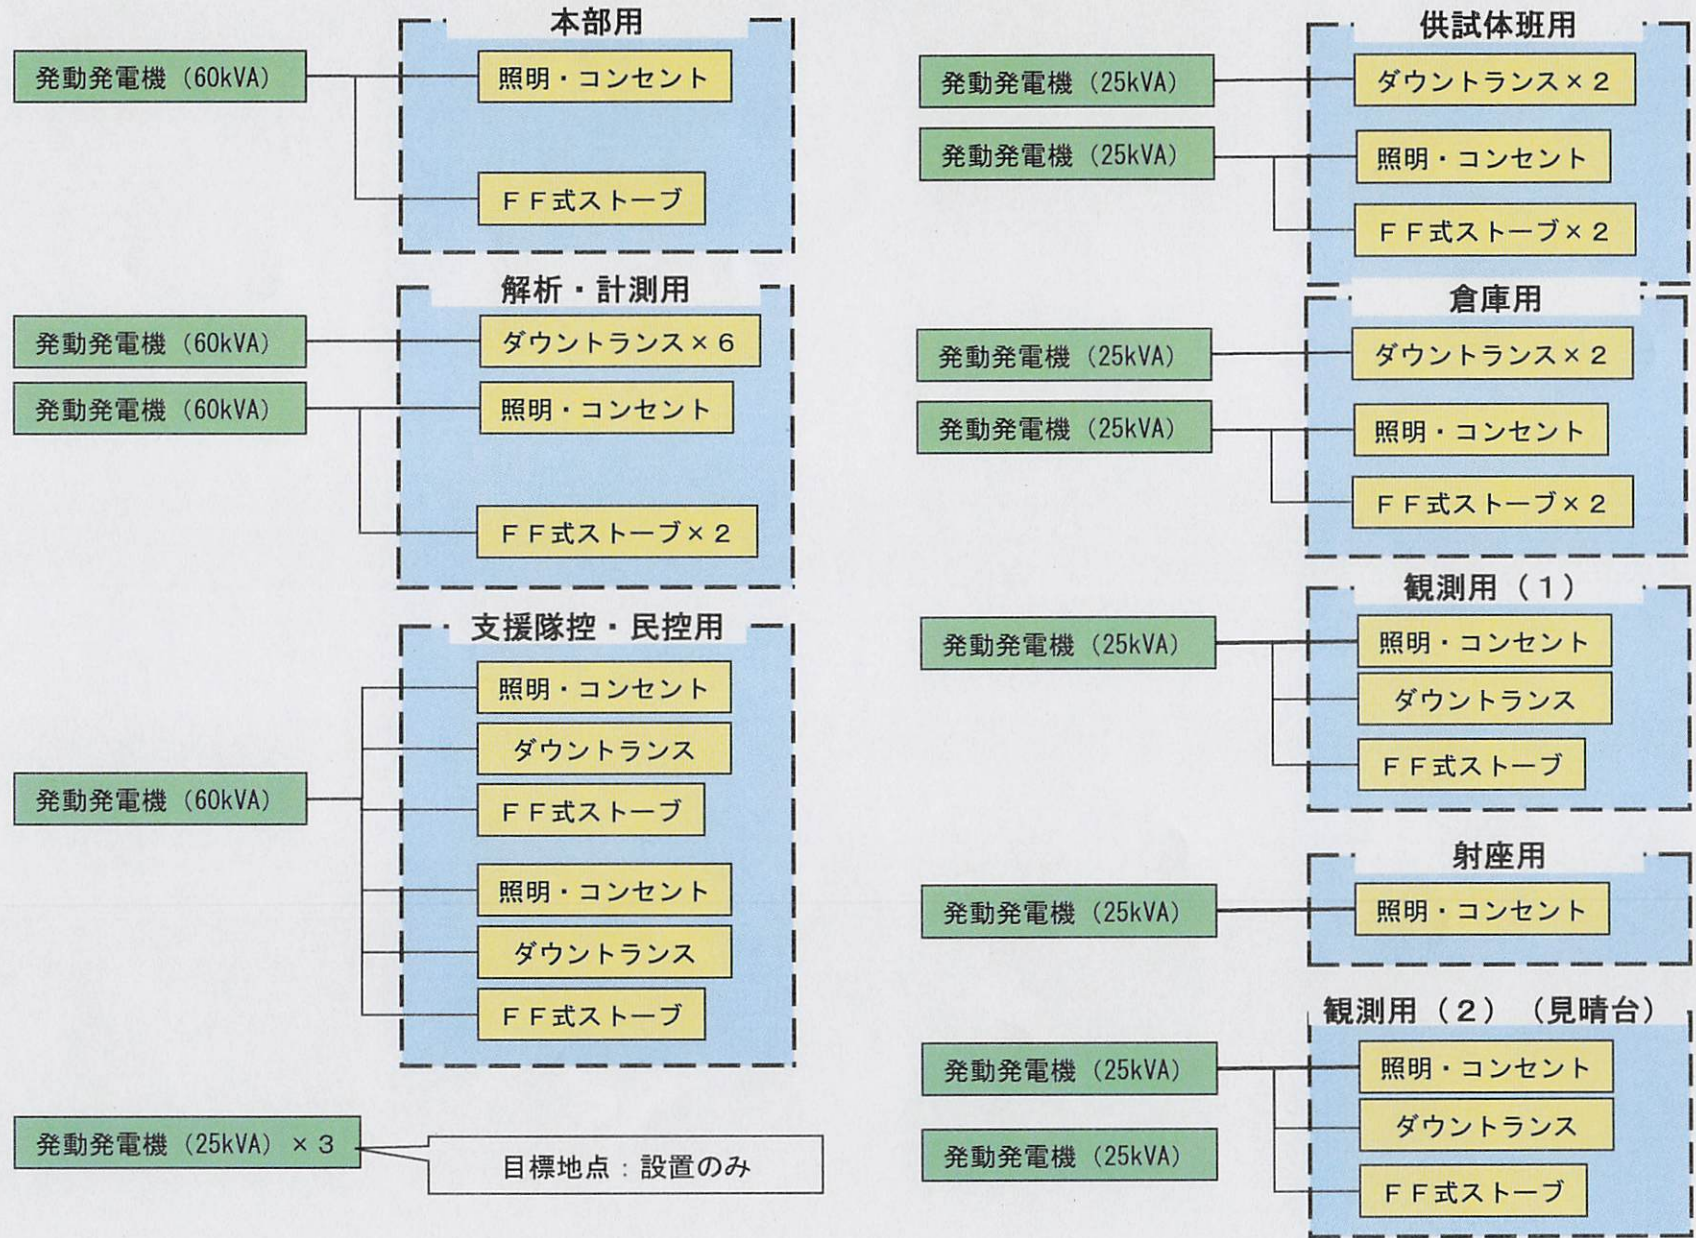 本部用
発動発電機（60kVA）
照明・コンセント
ＦＦ式ストーブ
解析・計測用
発動発電機（60kVA）
ダウントランス×６
発動発電機（60kVA）
照明・コンセント
ＦＦ式ストーブ×２
支援隊控・民控用
発動発電機（60kVA）
照明・コンセント
ダウントランス
ＦＦ式ストーブ
照明・コンセント
ダウントランス
ＦＦ式ストーブ
発動発電機（25kVA）×３
目標地点：設置のみ
供試体班用
発動発電機（25kVA）
ダウントランス×２
発動発電機（25kVA）
照明・コンセント
ＦＦ式ストーブ×２
倉庫用
発動発電機（25kVA）
ダウントランス×２
発動発電機（25kVA）
照明・コンセント
ＦＦ式ストーブ×２
観測用（１）
発動発電機（25kVA）
照明・コンセント
ダウントランス
ＦＦ式ストーブ
射座用
発動発電機（25kVA）
照明・コンセント
観測用（２）（見晴台）
発動発電機（25kVA）
照明・コンセント
ダウントランス
発動発電機（25kVA）
ＦＦ式ストーブ